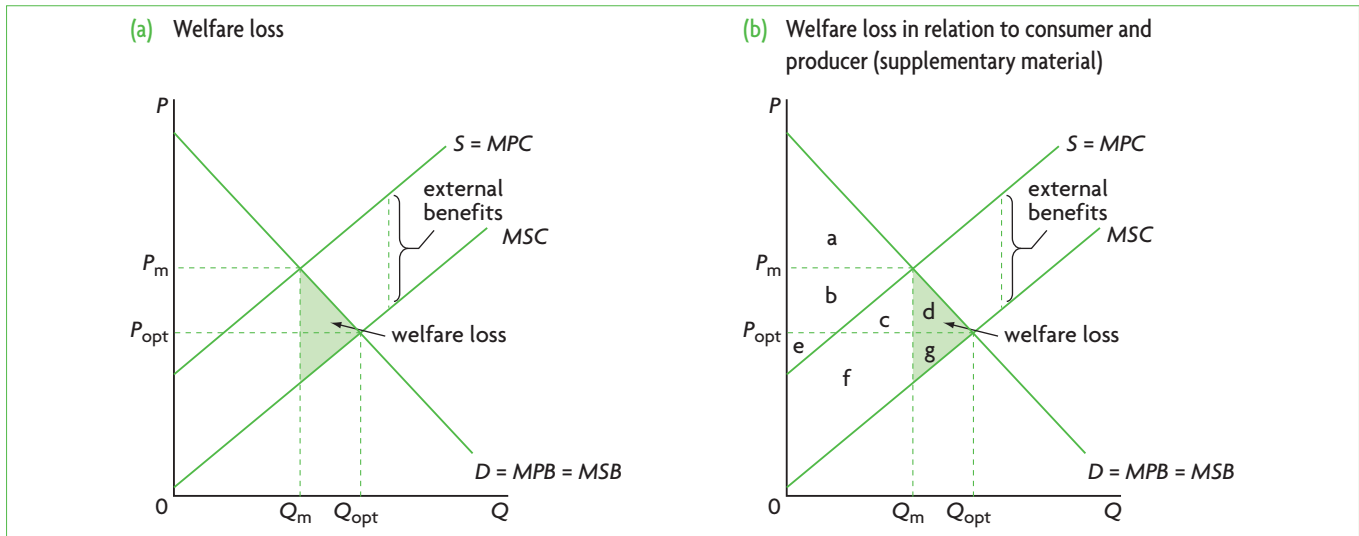 (a) Welfare loss
P
S = MPC
external
benefits
MSC
Pm
Popt
welfare loss
D = MPB = MSB
0
Qm
Qopt
Q
(b) Welfare loss in relation to consumer and
producer (supplementary material)
P
S = MPC
external
benefits
MSC
a
Pm
b
c
d
Popt
welfare loss
e
g
f
D = MPB = MSB
0
Qm
Qopt
Q